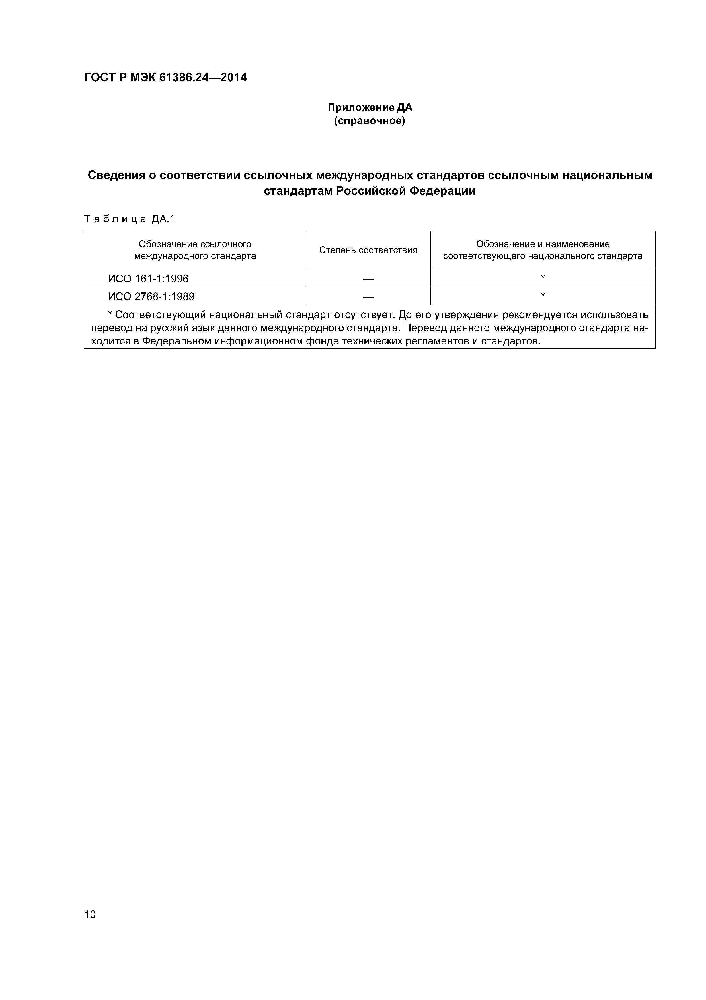 ГОСТ Р МЭК 61386.24—2014
Приложение ДА
(справочное)
Сведения о соответствии ссылочных международных стандартов ссылочным национальным
стандартам Российской Федерации
Таблица ДА.1
Обозначение ссылочного
международного стандарта
Степень соответствия
Обозначение и наименование
соответствующего национального стандарта
ИСО 161-1:1996 — *
ИСО 2768-1:1989 — *
* Соответствующий национальный стандарт отсутствует. До его утверждения рекомендуется использовать
перевод на русский язык данного международного стандарта. Перевод данного международного стандарта на-
ходится в Федеральном информационном фонде технических регламентов и стандартов.
10